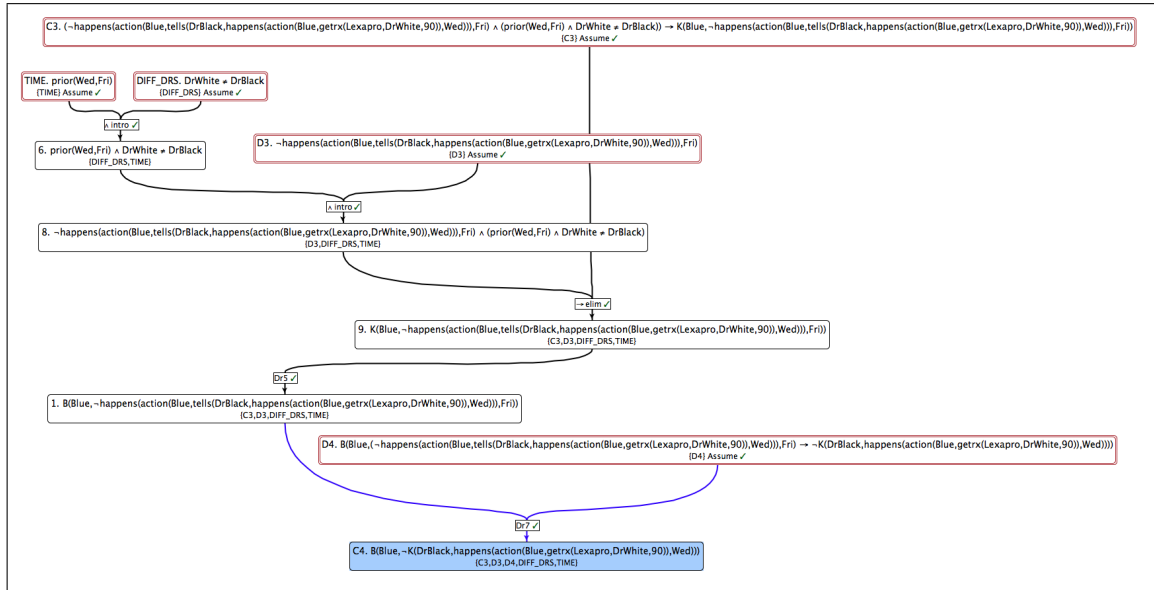 C3. (¬happens(action(Blue,tells(DrBlack,happens(action(Blue,getrx(Lexapro,DrWhite,90)),Wed))),Fri) ∧ (prior(Wed,Fri) ∧ DrWhite ≠ DrBlack)) → K(Blue,¬happens(action(Blue,tells(DrBlack,happens(action(Blue,getrx(Lexapro,DrWhite,90)),Wed))),Fri))
{C3} Assume ✓
TIME. prior(Wed,Fri)
{TIME} Assume ✓
DIFF_DRS. DrWhite ≠ DrBlack
{DIFF_DRS} Assume ✓
∧ intro ✓
6. prior(Wed,Fri) ∧ DrWhite ≠ DrBlack
{DIFF_DRS,TIME}
D3. ¬happens(action(Blue,tells(DrBlack,happens(action(Blue,getrx(Lexapro,DrWhite,90)),Wed))),Fri)
{D3} Assume ✓
∧ intro ✓
8. ¬happens(action(Blue,tells(DrBlack,happens(action(Blue,getrx(Lexapro,DrWhite,90)),Wed))),Fri) ∧ (prior(Wed,Fri) ∧ DrWhite ≠ DrBlack)
{D3,DIFF_DRS,TIME}
→ elim ✓
9. K(Blue,¬happens(action(Blue,tells(DrBlack,happens(action(Blue,getrx(Lexapro,DrWhite,90)),Wed))),Fri))
{C3,D3,DIFF_DRS,TIME}
Dr5 ✓
1. B(Blue,¬happens(action(Blue,tells(DrBlack,happens(action(Blue,getrx(Lexapro,DrWhite,90)),Wed))),Fri))
{C3,D3,DIFF_DRS,TIME}
D4. B(Blue,(¬happens(action(Blue,tells(DrBlack,happens(action(Blue,getrx(Lexapro,DrWhite,90)),Wed))),Fri) → ¬K(DrBlack,happens(action(Blue,getrx(Lexapro,DrWhite,90)),Wed))))
{D4} Assume ✓
Dr7 ✓
C4. B(Blue,¬K(DrBlack,happens(action(Blue,getrx(Lexapro,DrWhite,90)),Wed)))
{C3,D3,D4,DIFF_DRS,TIME}